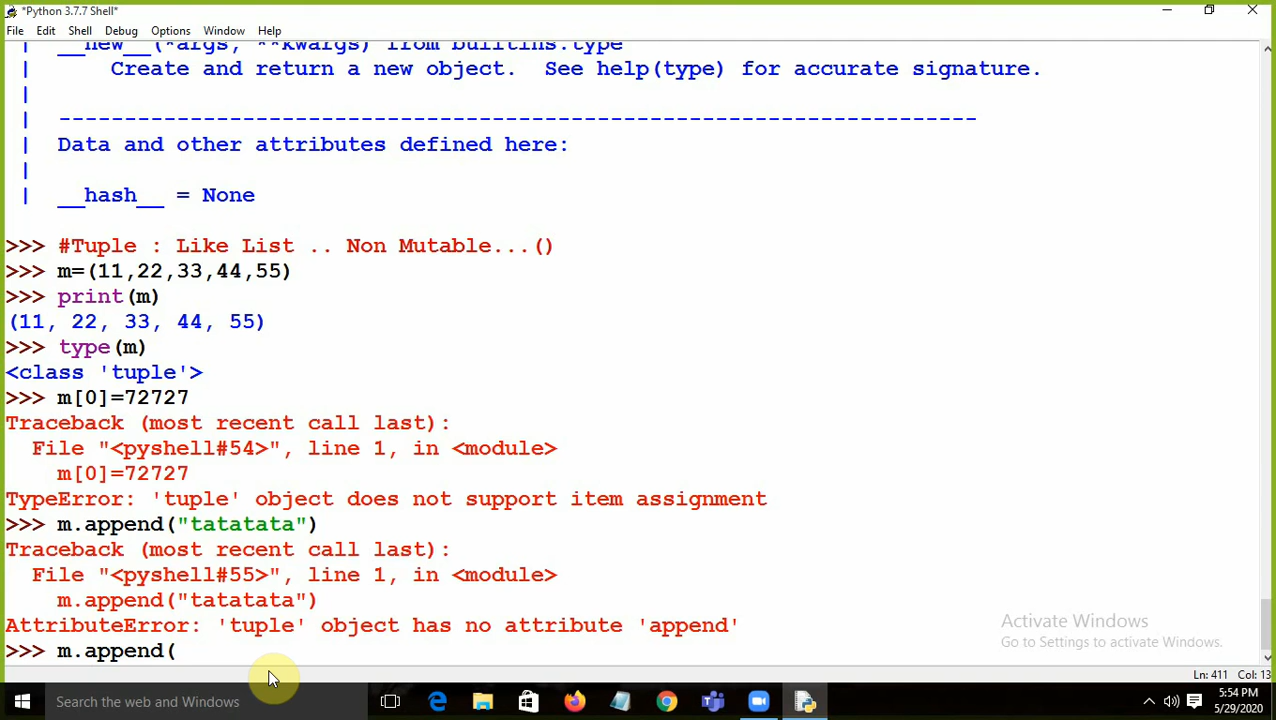 *Python 3.7.7 Shell*
File Edit Shell Debug Options Window Help
| __new__(*args, **kwargs) from builtins.type
| Create and return a new object. See help(type) for accurate signature.
|
| ----------------------------------------------------------------------
| Data and other attributes defined here:
|
| __hash__ = None
>>> #Tuple : Like List .. Non Mutable...()
>>> m=(11,22,33,44,55)
>>> print(m)
(11, 22, 33, 44, 55)
>>> type(m)
<class 'tuple'>
>>> m[0]=72727
Traceback (most recent call last):
File "<pyshell#54>", line 1, in <module>
m[0]=72727
TypeError: 'tuple' object does not support item assignment
>>> m.append("tatatata")
Traceback (most recent call last):
File "<pyshell#55>", line 1, in <module>
m.append("tatatata")
AttributeError: 'tuple' object has no attribute 'append'
>>> m.append(
Activate Windows
Go to Settings to activate Windows.
Ln: 411 Col: 13
Search the web and Windows
5:54 PM
5/29/2020